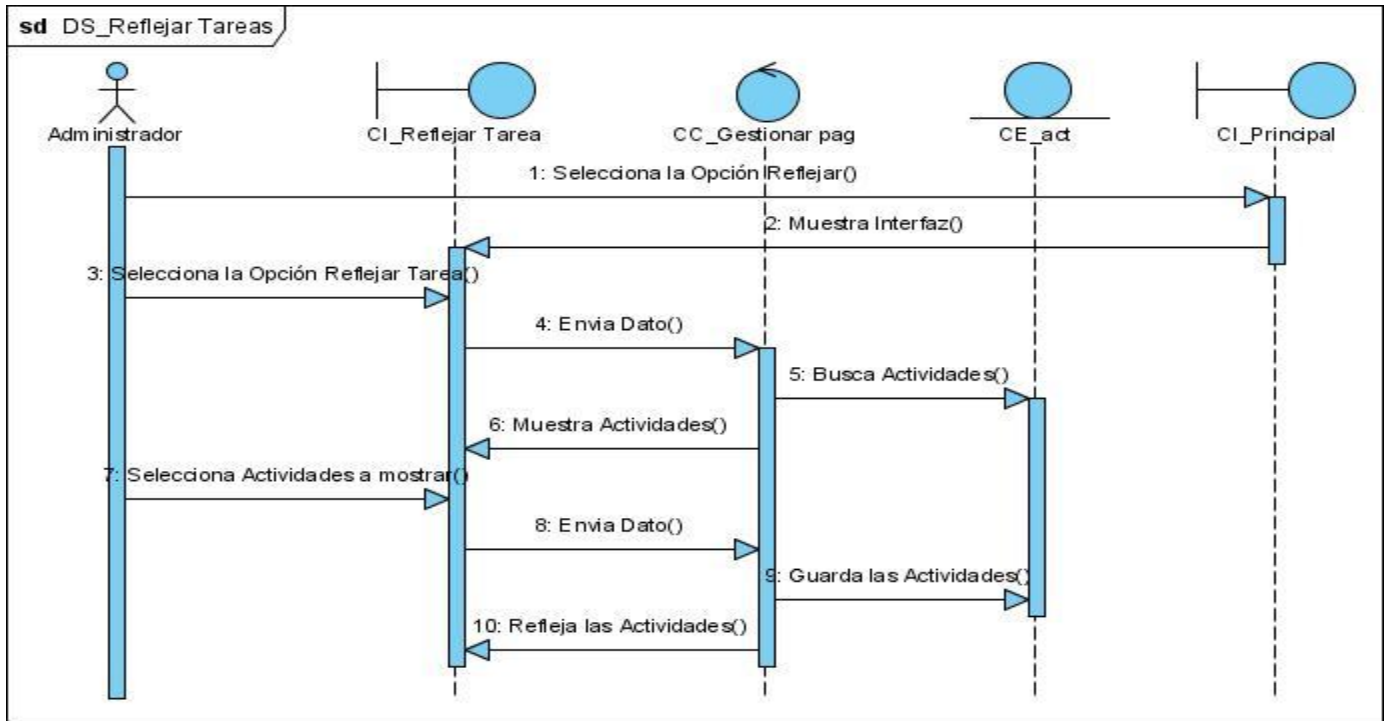 sd DS_Reflejar Tareas
Administrador
CI_Reflejar Tarea
CC_Gestionar pag
CE_act
CI_Principal
1: Selecciona la Opción Reflejar()
2: Muestra Interfaz()
3: Selecciona la Opción Reflejar Tarea()
4: Envia Dato()
5: Busca Actividades()
6: Muestra Actividades()
7: Selecciona Actividades a mostrar()
8: Envia Dato()
9: Guarda las Actividades()
10: Refleja las Actividades()